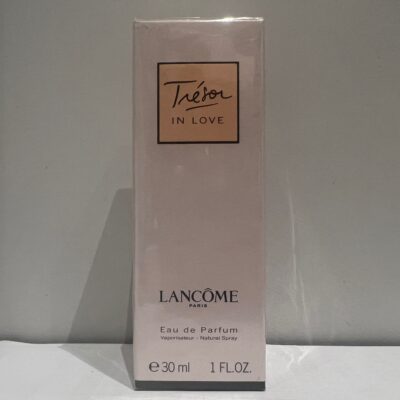 Trésor
IN LOVE
LANCÔME
PARIS
Eau de Parfum
Vaporisateur - Natural Spray
℮ 30 ml 1 FL.OZ.